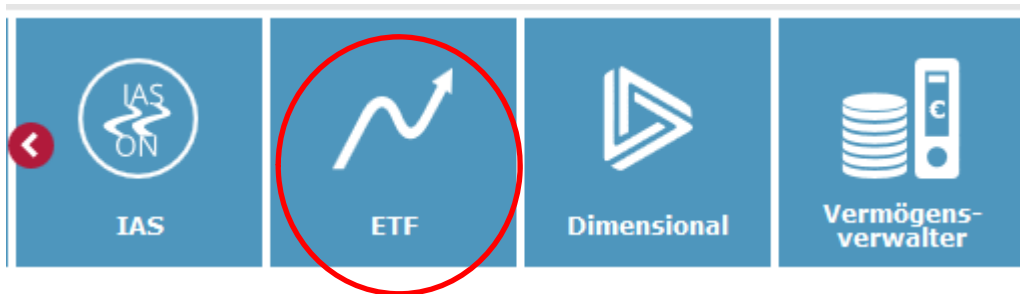 IAS
ON
€
IAS
ETF
Dimensional
Vermögens-
verwalter